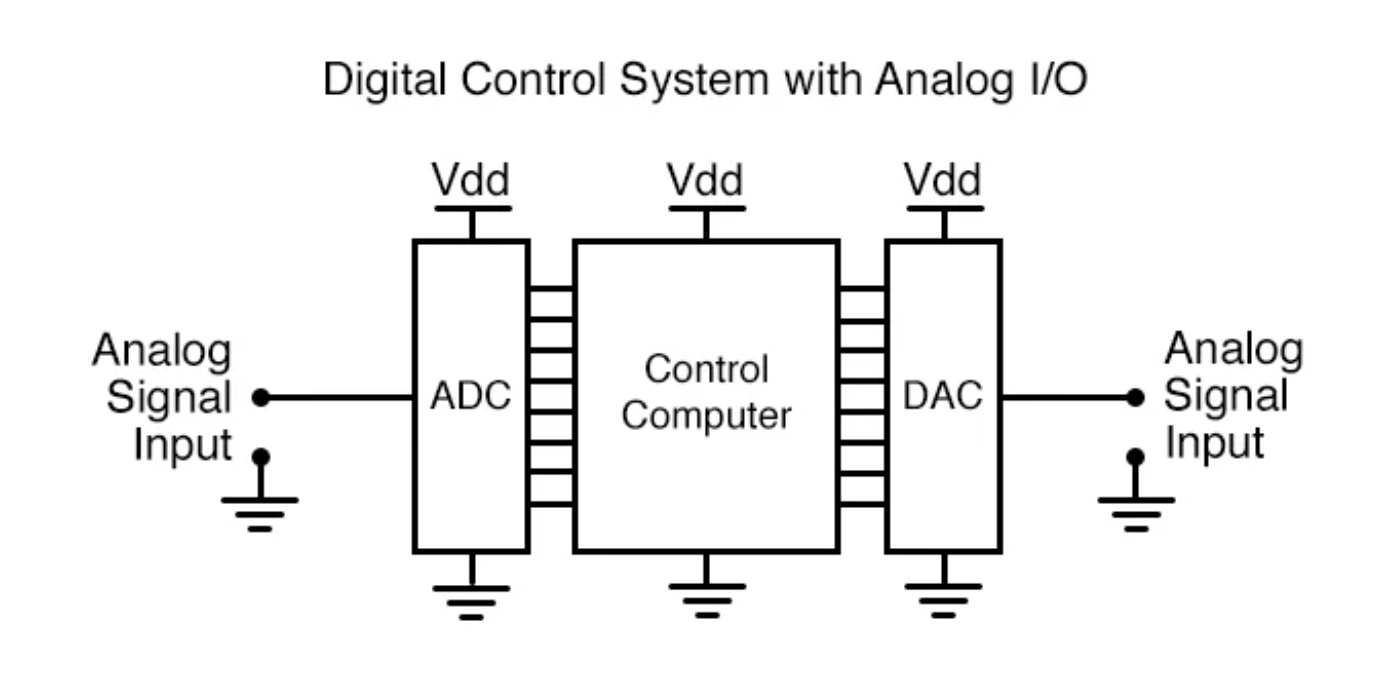 Digital Control System with Analog I/O
Vdd
Vdd
Vdd
Analog
Signal
Input
ADC
Control
Computer
DAC
Analog
Signal
Input